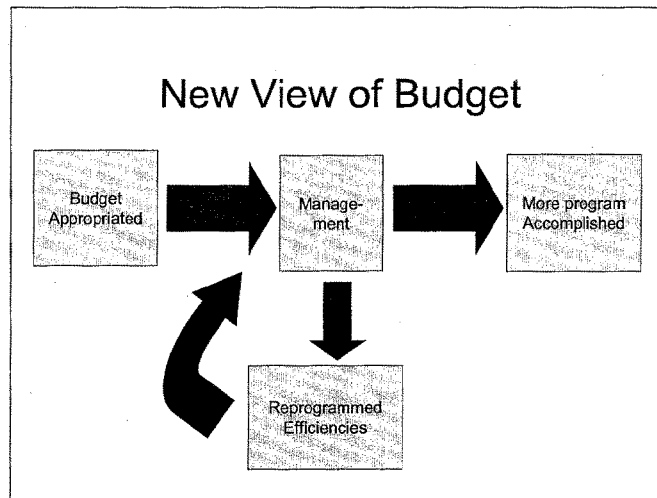 New View of Budget
Budget
Appropriated
Manage-
ment
More program
Accomplished
Reprogrammed
Efficiencies